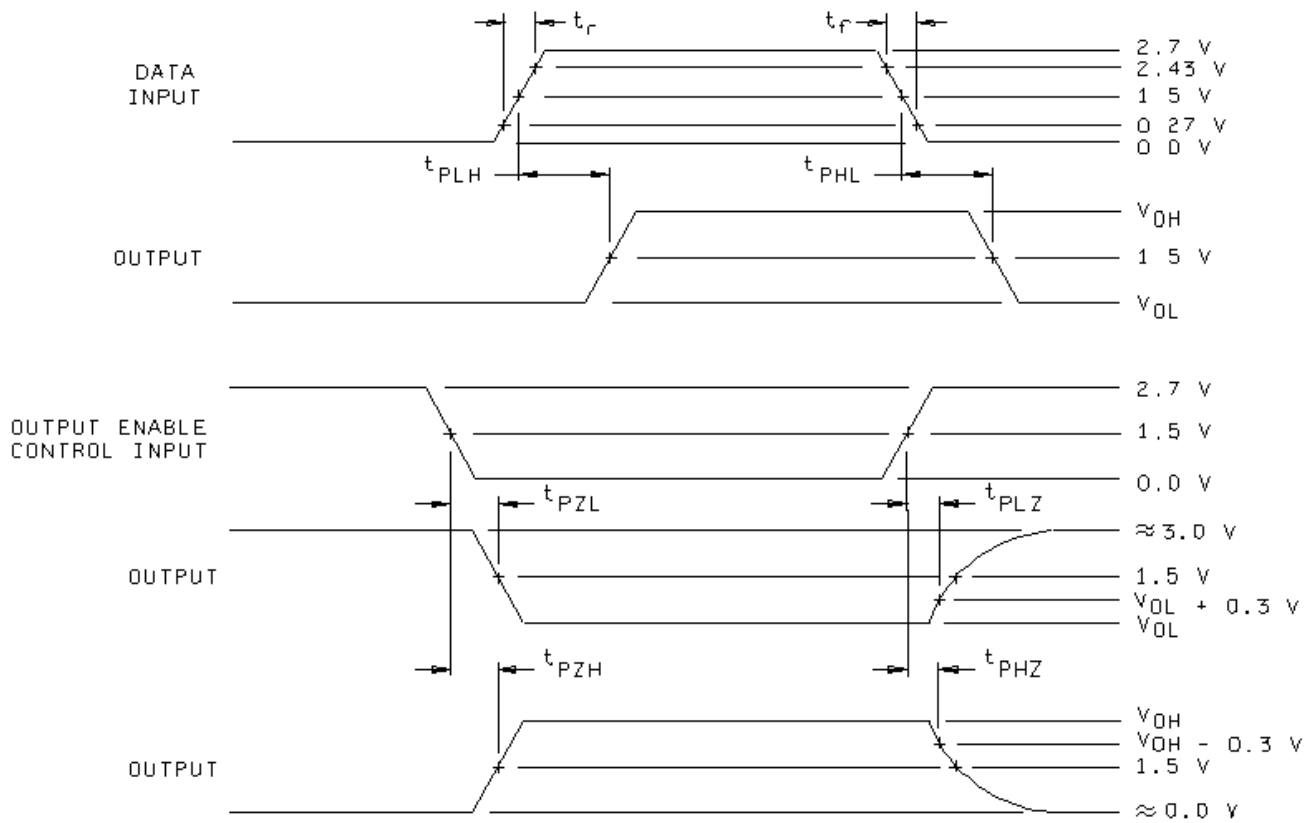 t_r t_f
DATA INPUT
2.7 V
2.43 V
1 5 V
0 27 V
0 0 V
t_PLH t_PHL
OUTPUT
V_OH
1 5 V
V_OL
OUTPUT ENABLE
CONTROL INPUT
2.7 V
1.5 V
0.0 V
t_PZL t_PLZ
OUTPUT
≈3.0 V
1.5 V
V_OL + 0.3 V
V_OL
t_PZH t_PHZ
OUTPUT
V_OH
V_OH - 0.3 V
1.5 V
≈0.0 V